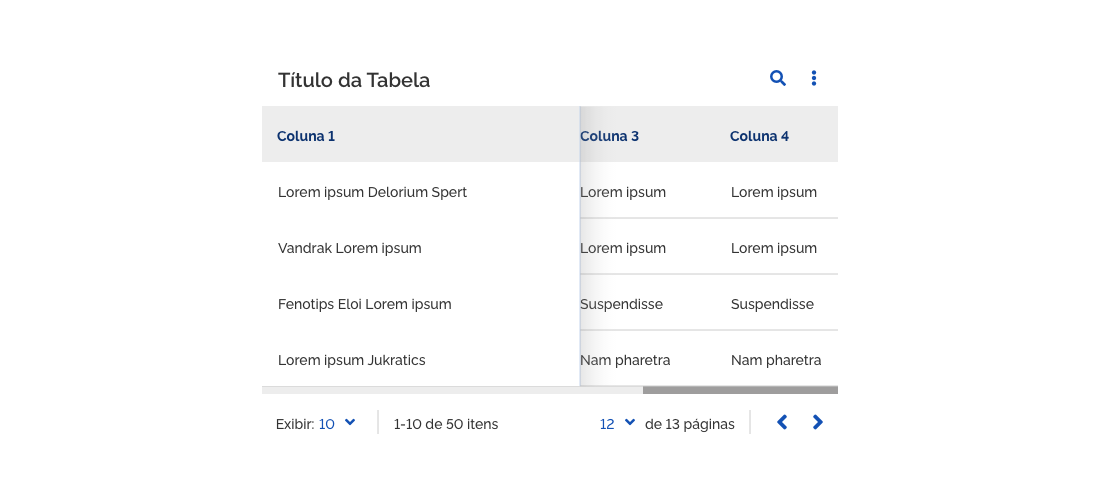 Título da Tabela
Coluna 1 Coluna 3 Coluna 4
Lorem ipsum Delorium Spert Lorem ipsum Lorem ipsum
Vandrak Lorem ipsum Lorem ipsum Lorem ipsum
Fenotips Eloi Lorem ipsum Suspendisse Suspendisse
Lorem ipsum Jukratics Nam pharetra Nam pharetra
Exibir: 10 1-10 de 50 itens 12 de 13 páginas